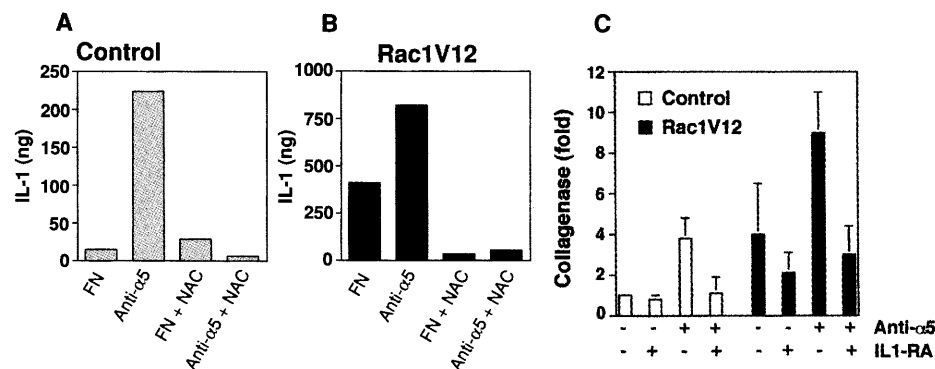 A
Control
IL-1 (ng)
250
200
150
100
50
0
FN
Anti-α5
FN + NAC
Anti-α5 + NAC
B
Rac1V12
IL-1 (ng)
1000
750
500
250
0
FN
Anti-α5
FN + NAC
Anti-α5 + NAC
C
Collagenase (fold)
12
10
8
6
4
2
0
Control
Rac1V12
- - + + - - + + Anti-α5
- + - + - + - + IL1-RA